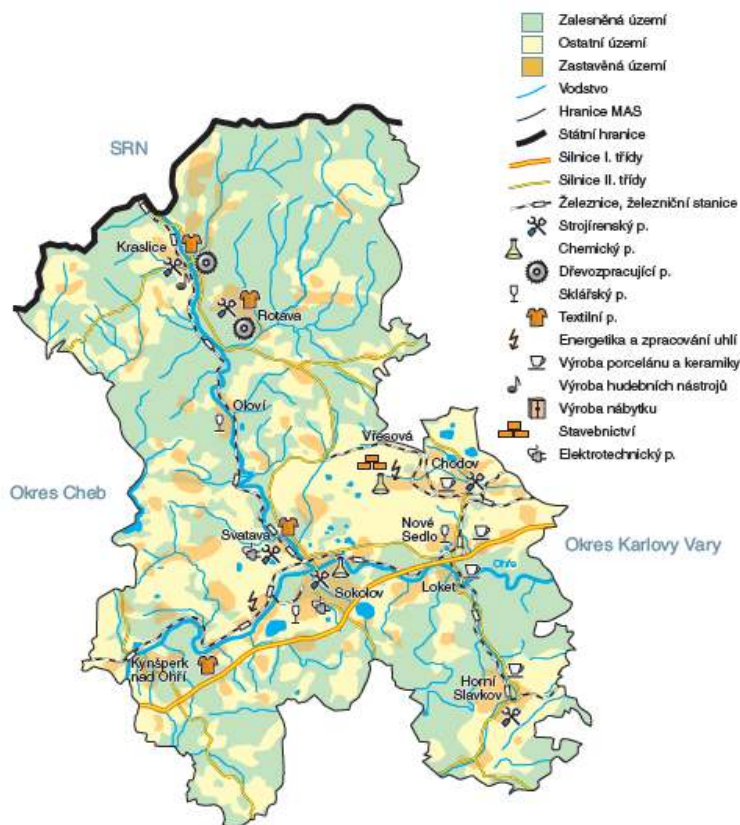 Zalesněná území
Ostatní území
Zastavěná území
Vodstvo
Hranice MAS
Státní hranice
Silnice I. třídy
Silnice II. třídy
Železnice, železniční stanice
Strojírenský p.
Chemický p.
Dřevozpracující p.
Sklářský p.
Textilní p.
Energetika a zpracování uhlí
Výroba porcelánu a keramiky
Výroba hudebních nástrojů
Výroba nábytku
Stavebnictví
Elektrotechnický p.
SRN
Kraslice
Rotava
Oloví
Vřesová
Chodov
Okres Cheb
Svatava
Nové
Sedlo
Okres Karlovy Vary
Sokolov
Loket
Ohře
Kynšperk
nad Ohří
Horní
Slavkov